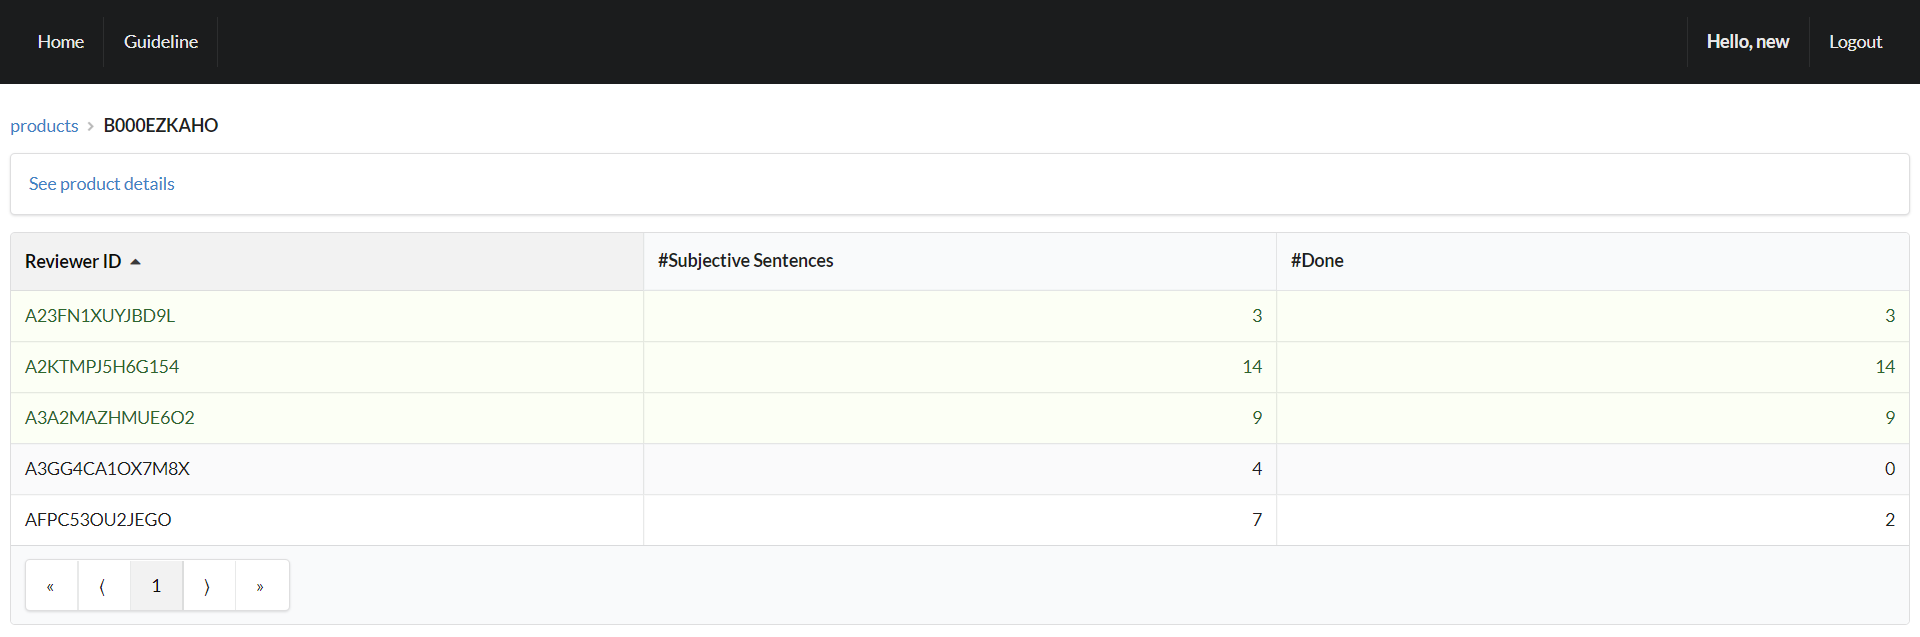 Home Guideline Hello, new Logout
products › B000EZKAHO
See product details
Reviewer ID #Subjective Sentences #Done
A23FN1XUYJBD9L 3 3
A2KTMPJ5H6G154 14 14
A3A2MAZHMUE6O2 9 9
A3GG4CA1OX7M8X 4 0
AFPC53OU2JEGO 7 2
« ⟨ 1 ⟩ »